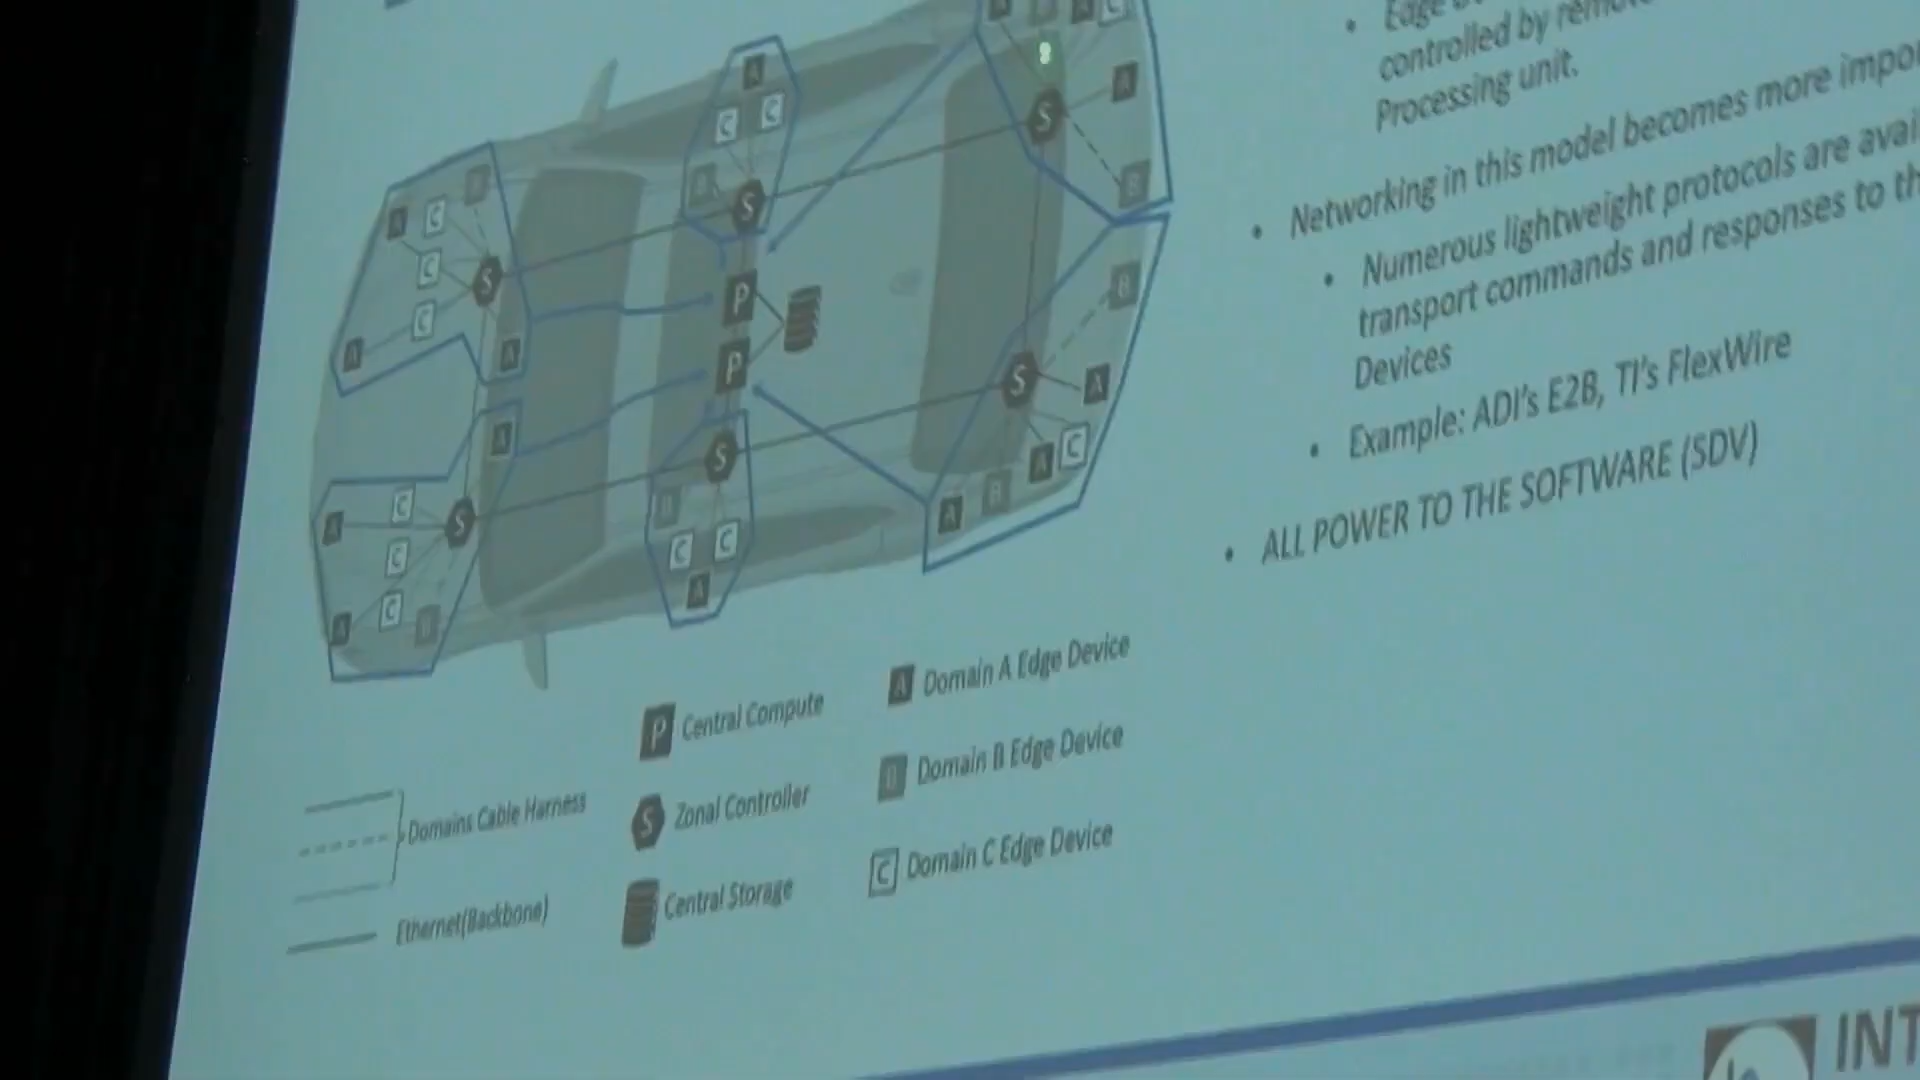 controlled by
Processing unit.
Networking in this model becomes more
Numerous lightweight protocols are
transport commands and responses to
Devices
Example: ADI's E2B, TI's FlexWire
ALL POWER TO THE SOFTWARE (SDV)
A
C C
B
S
A C
A
S
B
B
A C
C
S
C
A
A
P
P
B
S
A
A
C
A B A
S
A C
C
S
B
C C
A
C
A B
P Central Compute
A Domain A Edge Device
Domains Cable Harness
S Zonal Controller
B Domain B Edge Device
Ethernet(Backbone)
Central Storage
C Domain C Edge Device